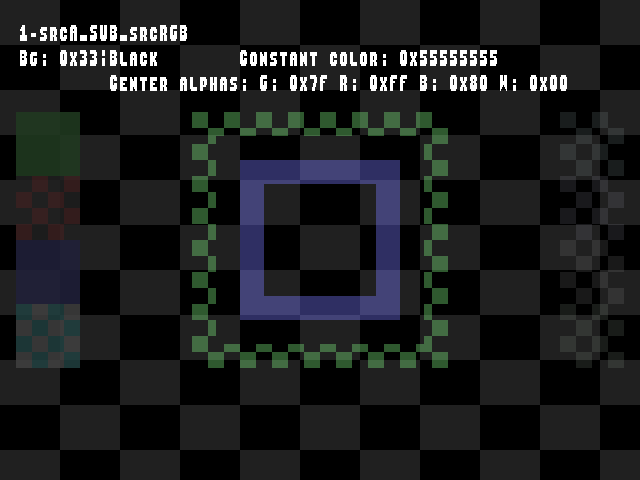 1-srcA_SUB_srcRGB
Bg: 0x33¦Black Constant color: 0x55555555
Center alphas: G: 0x7f R: 0xff B: 0x80 W: 0x00